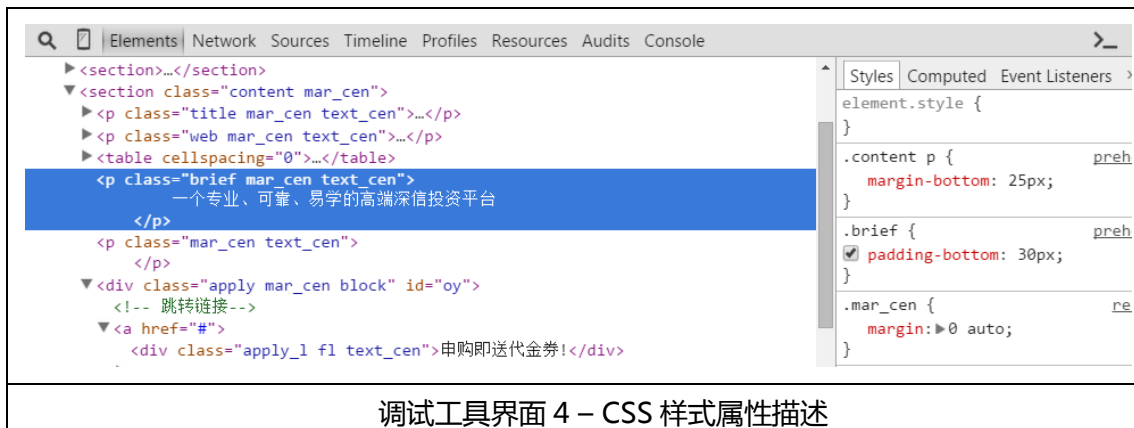 Elements Network Sources Timeline Profiles Resources Audits Console
▶<section>…</section>
▼<section class="content mar_cen">
▶<p class="title mar_cen text_cen">…</p>
▶<p class="web mar_cen text_cen">…</p>
▶<table cellspacing="0">…</table>
<p class="brief mar_cen text_cen">
一个专业、可靠、易学的高端深信投资平台
</p>
<p class="mar_cen text_cen">
</p>
▼<div class="apply mar_cen block" id="oy">
<!-- 跳转链接-->
▼<a href="#">
<div class="apply_l fl text_cen">申购即送代金券!</div>
Styles Computed Event Listeners
element.style {
}
.content p { preh
margin-bottom: 25px;
}
.brief { preh
padding-bottom: 30px;
}
.mar_cen { re
margin:▶0 auto;
}
调试工具界面 4 – CSS 样式属性描述